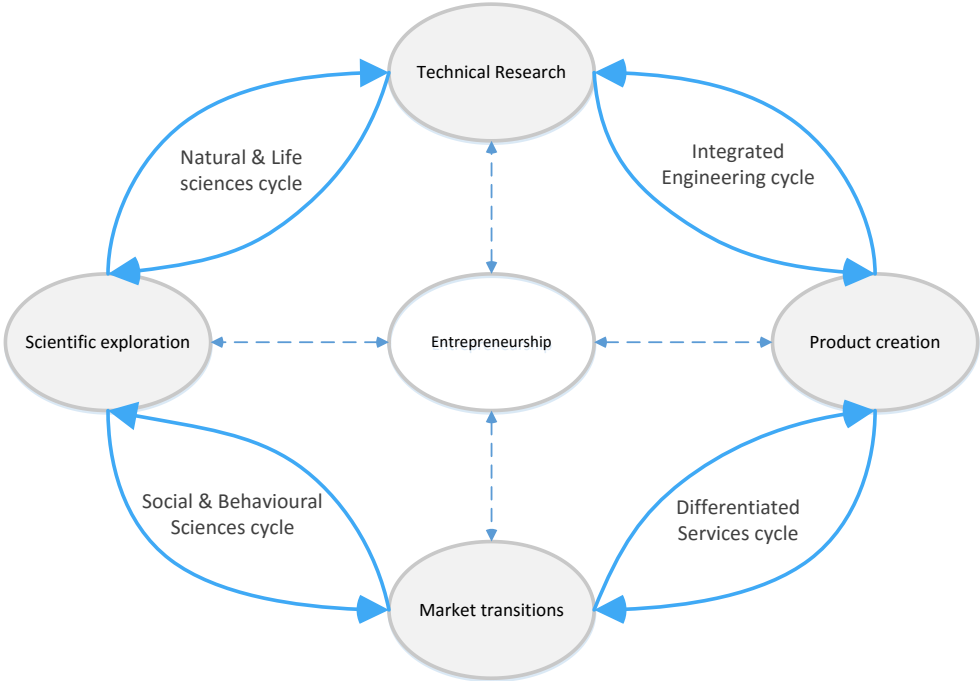 Technical Research
Natural & Life
sciences cycle
Integrated
Engineering cycle
Scientific exploration
Entrepreneurship
Product creation
Social & Behavioural
Sciences cycle
Differentiated
Services cycle
Market transitions